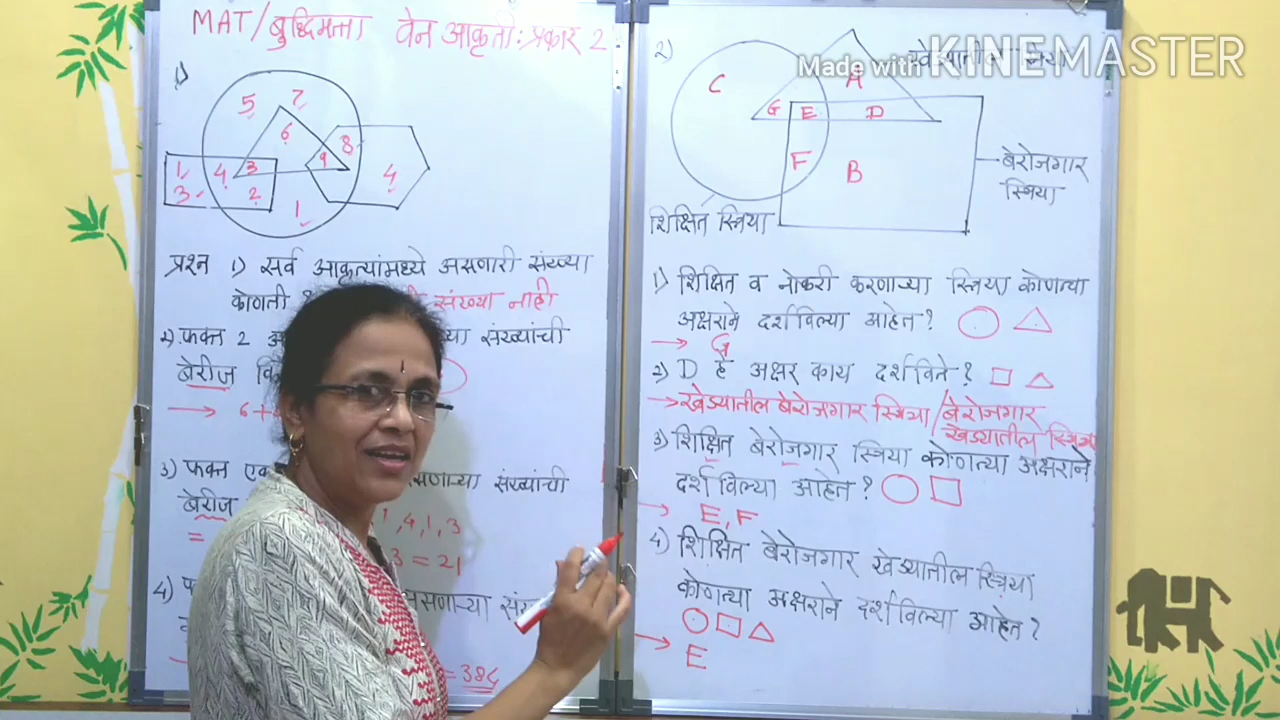 MAT/बुद्धिमत्ता वेन आकृती: प्रकार 2
1)
5 7
6
8
9
1 4 3
3 2
4
1
प्रश्न 1) सर्व आकृत्यांमध्ये असणारी संख्या
कोणती ? संख्या नाही
2) फक्त 2 संख्यांची
बेरीज
→ 6+
3) फक्त असणाऱ्या संख्यांची
बेरीज 1, 4, 1, 3
= 3 = 21
4) असणाऱ्या
= 384
2)
Made with KINEMASTER
C A
G E D
F B
बेरोजगार
स्त्रिया
शिक्षित स्त्रिया
1) शिक्षित व नोकरी करणाऱ्या स्त्रिया कोणत्या
अक्षराने दर्शविल्या आहेत?
→ G
2) D हे अक्षर काय दर्शविते?
→ खेड्यातील बेरोजगार स्त्रिया/बेरोजगार
खेड्यातील स्त्रिया
3) शिक्षित बेरोजगार स्त्रिया कोणत्या अक्षराने
दर्शविल्या आहेत?
→ E, F
4) शिक्षित बेरोजगार खेड्यातील स्त्रिया
कोणत्या अक्षराने दर्शविल्या आहेत?
→ E